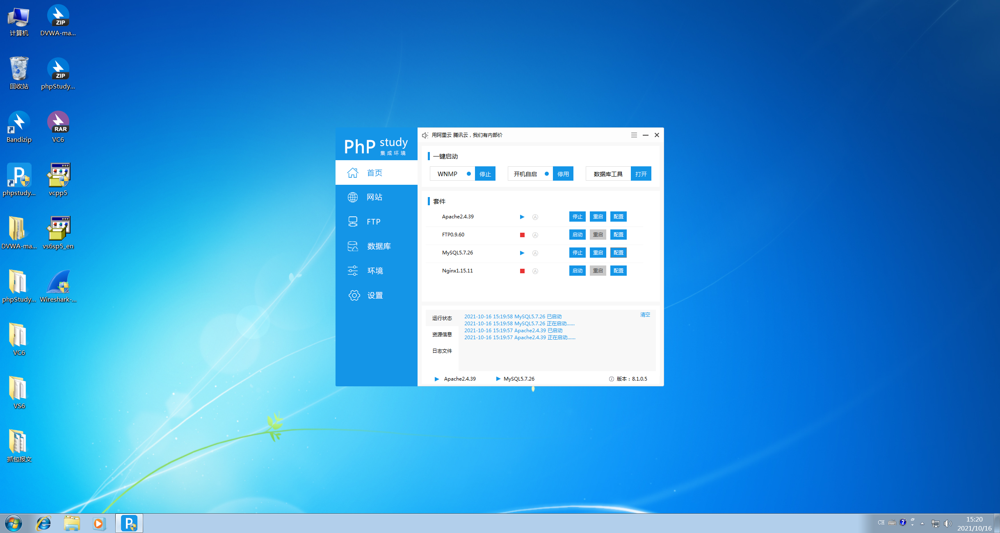 计算机
DVWA-ma...
回收站
phpStudy...
Bandizip
VC6
phpstudy...
vcpp5
DVWA-ma...
vs6sp5_en
phpStudy...
Wireshark-...
VC6
VS6
抓包报文
ZIP
ZIP
RAR
PhP study
集成环境
首页
网站
FTP
数据库
环境
设置
用阿里云 腾讯云，我们有内部价
一键启动
WNMP 停止 开机自启 停用 数据库工具 打开
套件
Apache2.4.39 A 停止 重启 配置
FTP0.9.60 A 启动 重启 配置
MySQL5.7.26 A 停止 重启 配置
Nginx1.15.11 A 启动 重启 配置
运行状态
资源信息
日志文件
清空
2021-10-16 15:19:58 MySQL5.7.26 已启动
2021-10-16 15:19:58 MySQL5.7.26 正在启动......
2021-10-16 15:19:57 Apache2.4.39 已启动
2021-10-16 15:19:57 Apache2.4.39 正在启动......
Apache2.4.39 MySQL5.7.26 版本：8.1.0.5
CH
15:20
2021/10/16